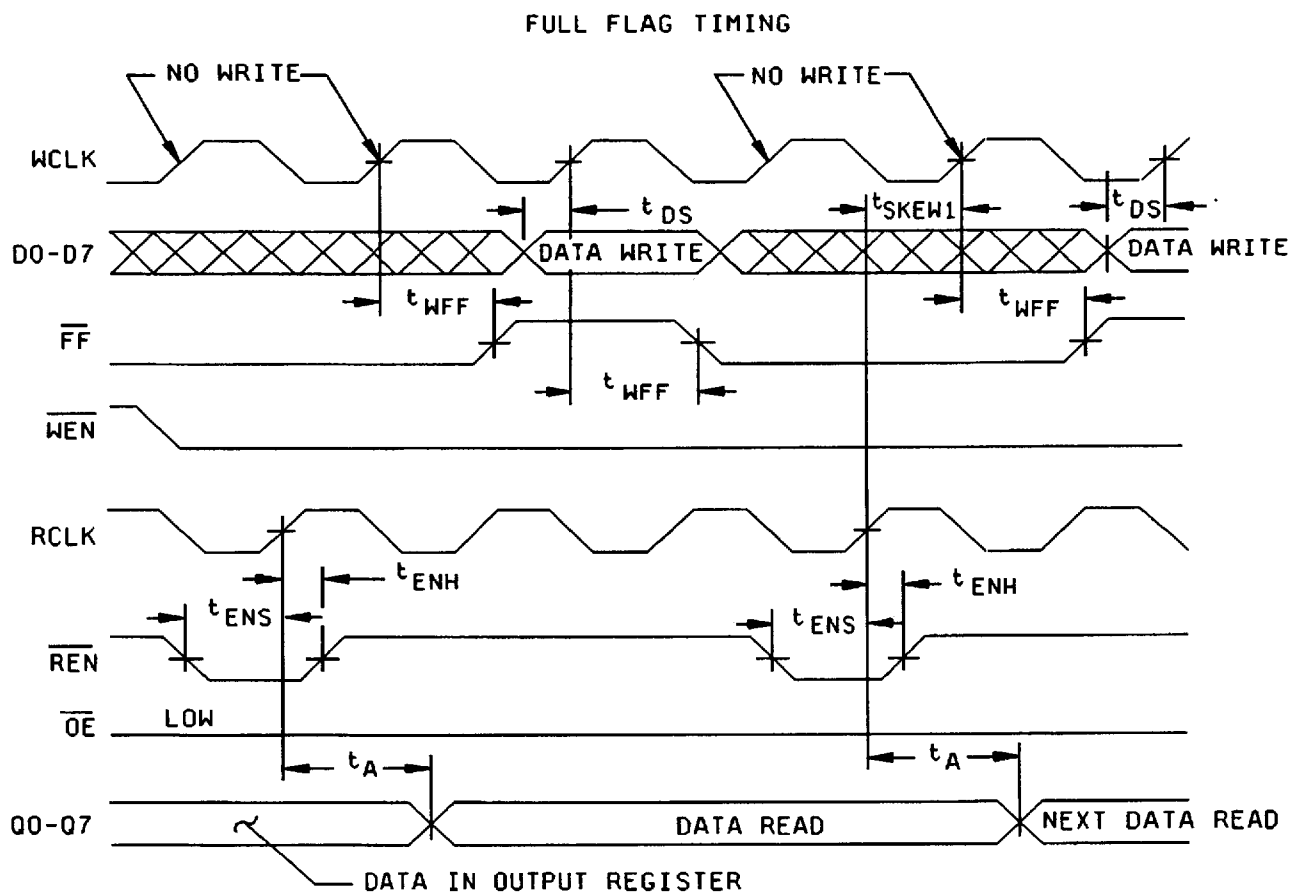 FULL FLAG TIMING
NO WRITE
NO WRITE
WCLK
tDS
tSKEW1
tDS
D0-D7
DATA WRITE
DATA WRITE
tWFF
tWFF
FF
tWFF
WEN
RCLK
tENH
tENH
tENS
tENS
REN
OE
LOW
tA
tA
Q0-Q7
DATA READ
NEXT DATA READ
DATA IN OUTPUT REGISTER